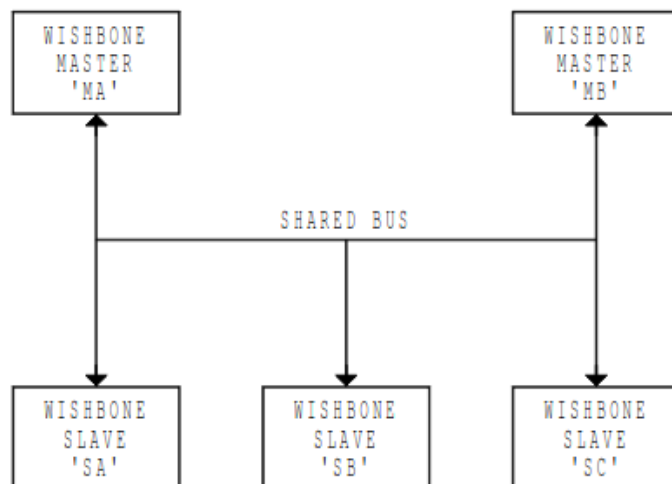 WISHBONE
MASTER
'MA'
WISHBONE
MASTER
'MB'
SHARED BUS
WISHBONE
SLAVE
'SA'
WISHBONE
SLAVE
'SB'
WISHBONE
SLAVE
'SC'